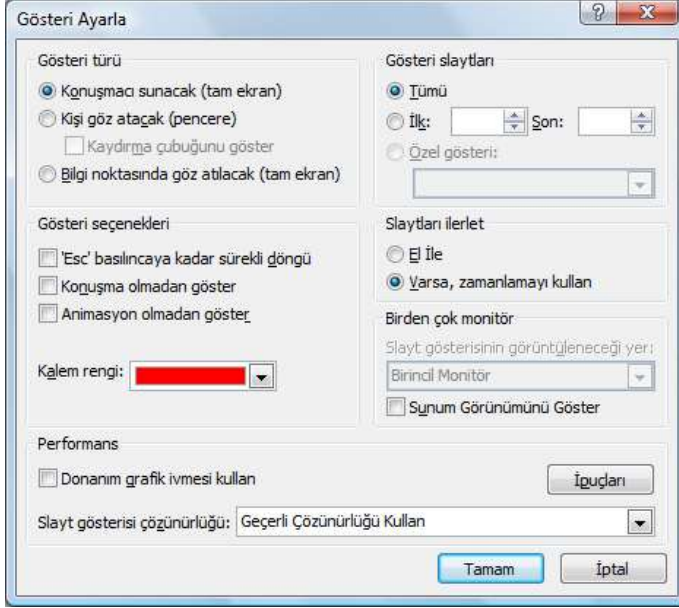 Gösteri Ayarla
Gösteri türü
Konuşmacı sunacak (tam ekran)
Kişi göz atacak (pencere)
Kaydırma çubuğunu göster
Bilgi noktasında göz atılacak (tam ekran)
Gösteri slaytları
Tümü
İlk: Son:
Özel gösteri:
Gösteri seçenekleri
'Esc' basılıncaya kadar sürekli döngü
Konuşma olmadan göster
Animasyon olmadan göster
Kalem rengi:
Slaytları ilerlet
El İle
Varsa, zamanlamayı kullan
Birden çok monitör
Slayt gösterisinin görüntüleneceği yer:
Birincil Monitör
Sunum Görünümünü Göster
Performans
Donanım grafik ivmesi kullan
İpuçları
Slayt gösterisi çözünürlüğü: Geçerli Çözünürlüğü Kullan
Tamam İptal